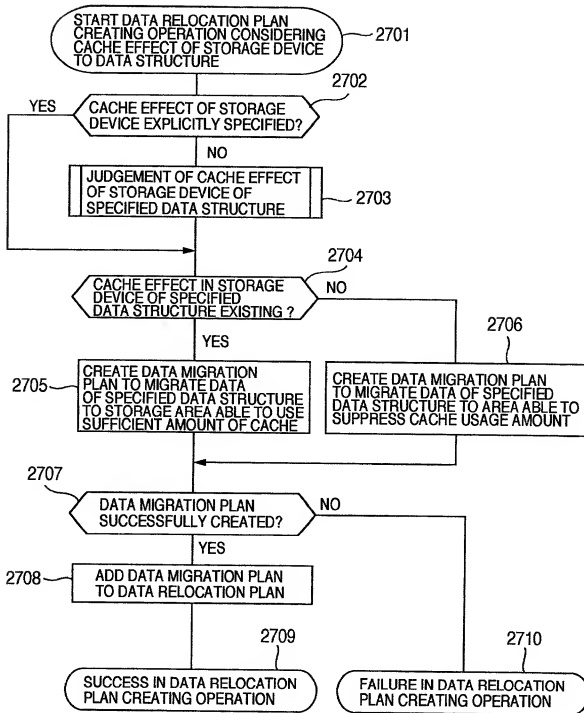 START DATA RELOCATION PLAN
CREATING OPERATION CONSIDERING
CACHE EFFECT OF STORAGE DEVICE
TO DATA STRUCTURE
2701
2702
YES
CACHE EFFECT OF STORAGE
DEVICE EXPLICITLY SPECIFIED?
NO
JUDGEMENT OF CACHE EFFECT
OF STORAGE DEVICE OF
SPECIFIED DATA STRUCTURE
2703
2704
CACHE EFFECT IN STORAGE
DEVICE OF SPECIFIED
DATA STRUCTURE EXISTING ?
NO
YES
2706
2705
CREATE DATA MIGRATION
PLAN TO MIGRATE DATA
OF SPECIFIED DATA STRUCTURE
TO STORAGE AREA ABLE TO USE
SUFFICIENT AMOUNT OF CACHE
CREATE DATA MIGRATION PLAN
TO MIGRATE DATA OF SPECIFIED
DATA STRUCTURE TO AREA ABLE TO
SUPPRESS CACHE USAGE AMOUNT
2707
DATA MIGRATION PLAN
SUCCESSFULLY CREATED?
NO
YES
2708
ADD DATA MIGRATION PLAN
TO DATA RELOCATION PLAN
2709
2710
SUCCESS IN DATA RELOCATION
PLAN CREATING OPERATION
FAILURE IN DATA RELOCATION
PLAN CREATING OPERATION